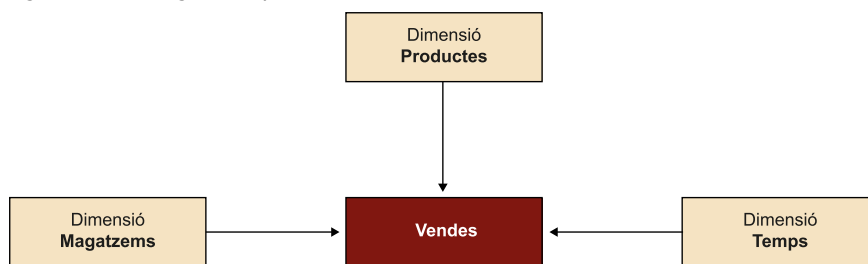 Dimensió
Productes
Dimensió
Magatzems
Vendes
Dimensió
Temps